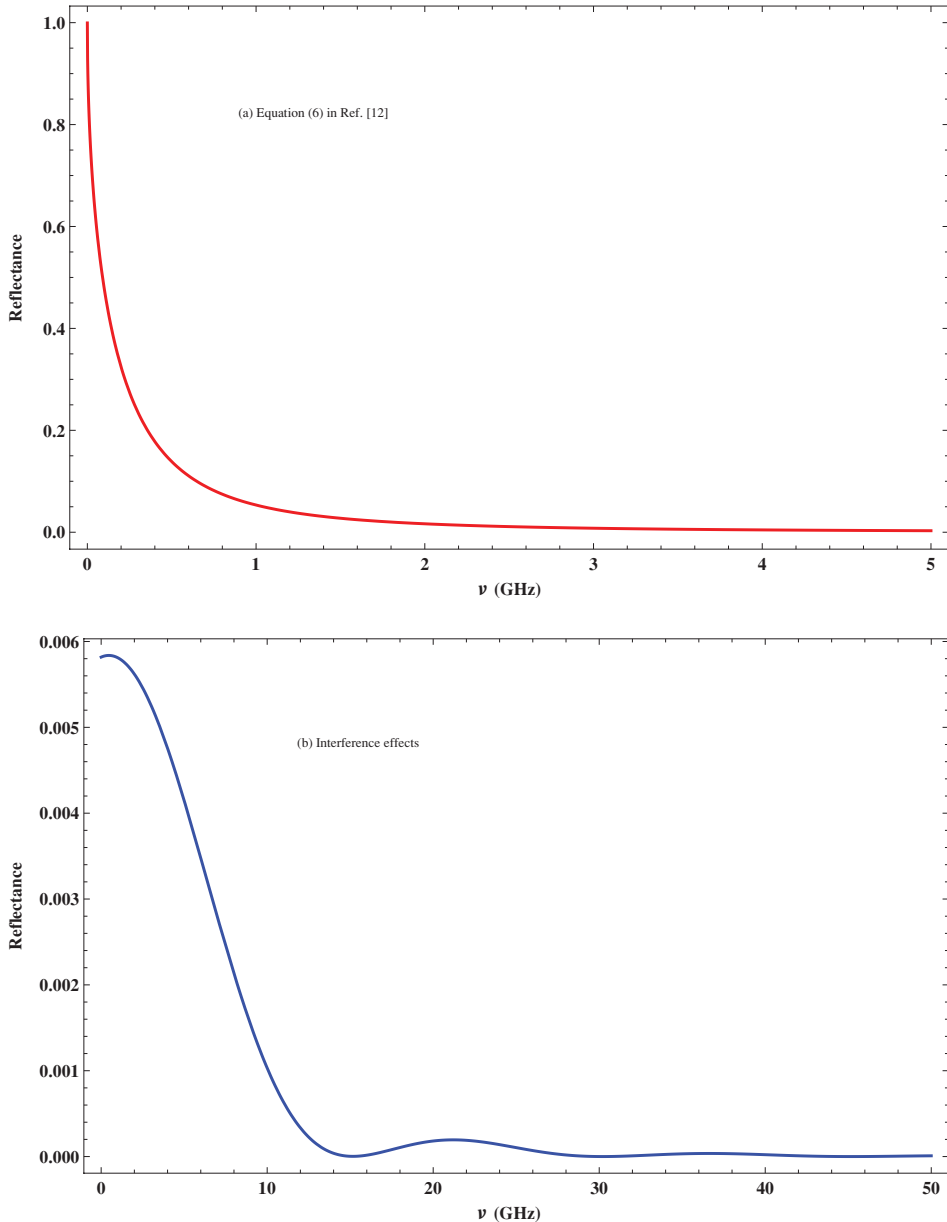 1.0
(a) Equation (6) in Ref. [12]
0.8
0.6
Reflectance
0.4
0.2
0.0
0 1 2 3 4 5
ν (GHz)
0.006
0.005
(b) Interference effects
0.004
0.003
Reflectance
0.002
0.001
0.000
0 10 20 30 40 50
ν (GHz)